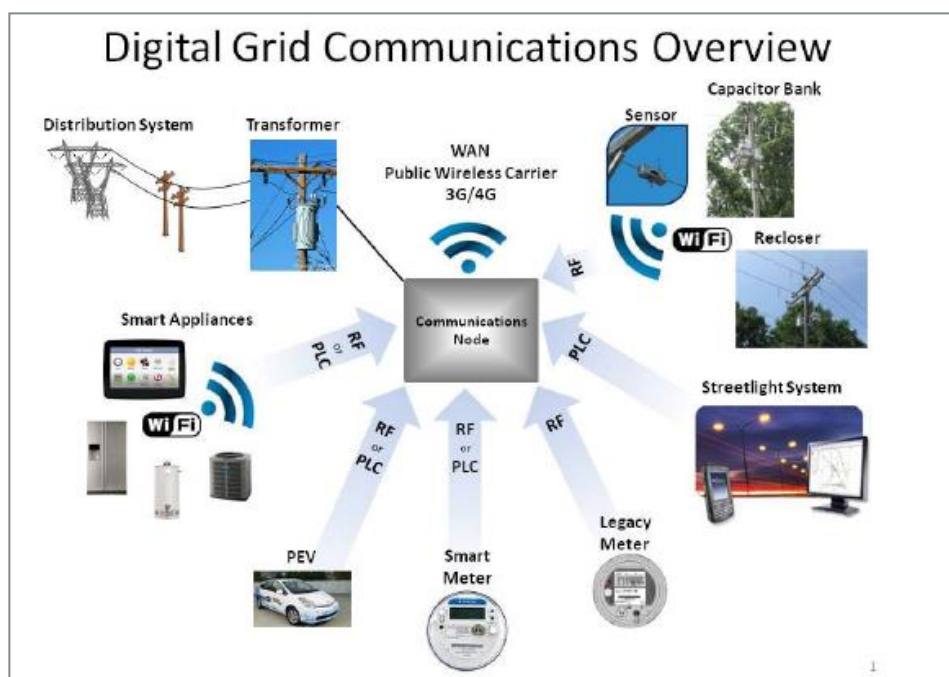 Digital Grid Communications Overview
Capacitor Bank
Sensor
Distribution System
Transformer
WAN
Public Wireless Carrier
3G/4G
WiFi
Recloser
RF
Communications
Node
Smart Appliances
RF
or
PLC
PLC
Streetlight System
WiFi
RF
or
PLC
RF
or
PLC
RF
Legacy
Meter
PEV
Smart
Meter
1